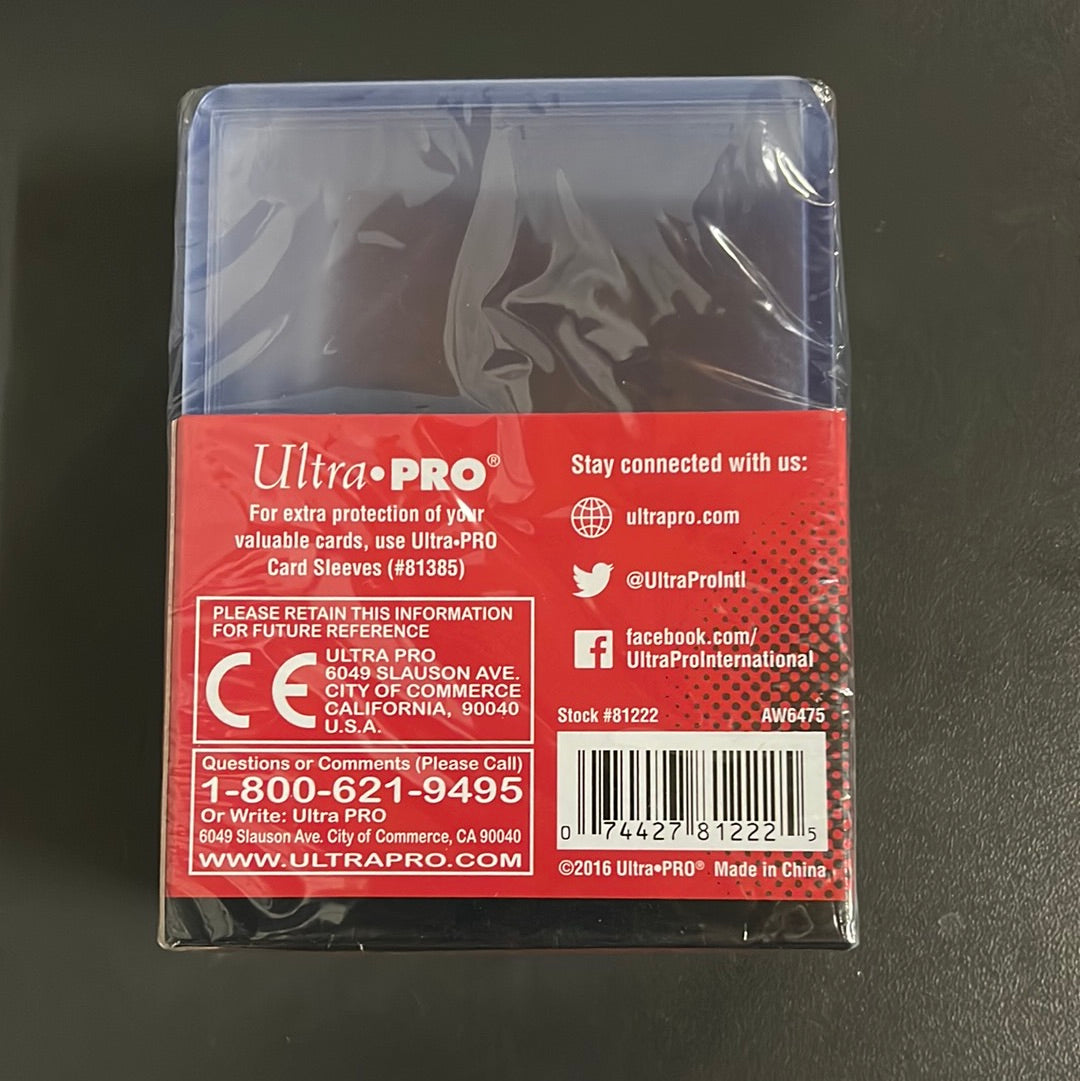 Ultra•PRO®
For extra protection of your
valuable cards, use Ultra•PRO
Card Sleeves (#81385)
PLEASE RETAIN THIS INFORMATION
FOR FUTURE REFERENCE
CE
ULTRA PRO
6049 SLAUSON AVE.
CITY OF COMMERCE
CALIFORNIA, 90040
U.S.A.
Questions or Comments (Please Call)
1-800-621-9495
Or Write: Ultra PRO
6049 Slauson Ave. City of Commerce, CA 90040
WWW.ULTRAPRO.COM
Stay connected with us:
ultrapro.com
@UltraProIntl
facebook.com/
UltraProInternational
Stock #81222 AW6475
0 74427 81222 5
©2016 Ultra•PRO® Made in China